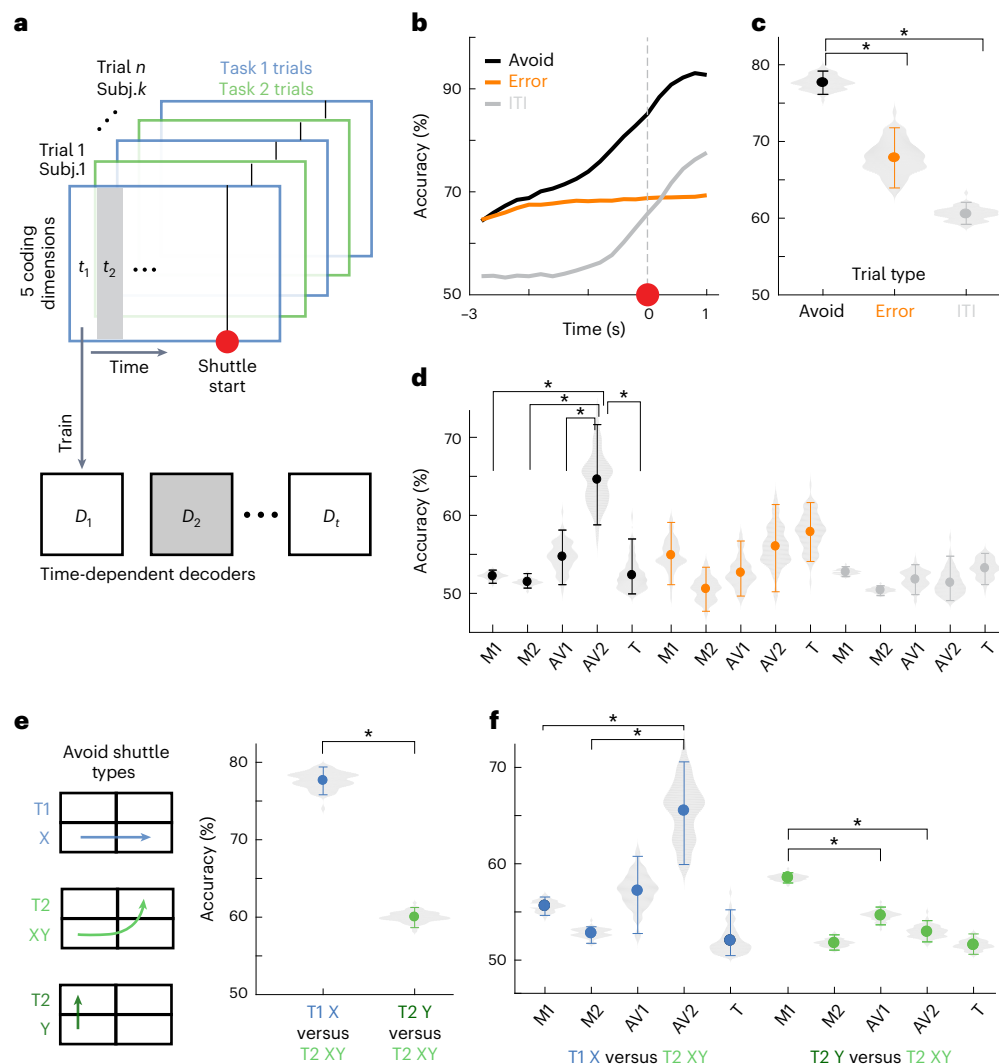 a
Trial n
Subj.k
Task 1 trials
Task 2 trials
Trial 1
Subj.1
5 coding
dimensions
t1
t2
Time
Shuttle
start
Train
D1
D2
Dt
Time-dependent decoders
b
Avoid
Error
ITI
Accuracy (%)
90
70
50
–3
0
1
Time (s)
c
*
*
80
70
60
50
Trial type
Avoid
Error
ITI
d
*
*
*
*
Accuracy (%)
70
60
50
M1
M2
AV1
AV2
T
M1
M2
AV1
AV2
T
M1
M2
AV1
AV2
T
e
Avoid shuttle
types
T1
X
T2
XY
T2
Y
Accuracy (%)
80
70
60
50
*
T1 X
versus
T2 XY
T2 Y
versus
T2 XY
f
*
*
*
*
70
60
50
M1
M2
AV1
AV2
T
M1
M2
AV1
AV2
T
T1 X versus T2 XY
T2 Y versus T2 XY